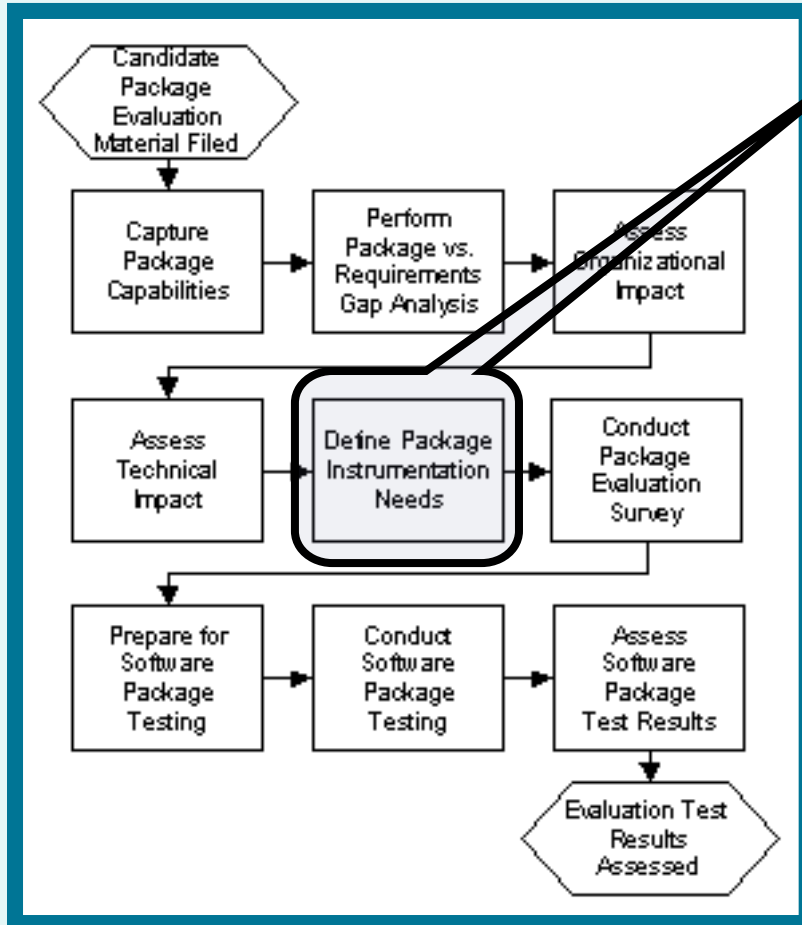 Candidate
Package
Evaluation
Material Filed
Capture
Package
Capabilities
Perform
Package vs.
Requirements
Gap Analysis
Assess
Organizational
Impact
Assess
Technical
Impact
Define Package
Instrumentation
Needs
Conduct
Package
Evaluation
Survey
Prepare for
Software
Package
Testing
Conduct
Software
Package
Testing
Assess
Software
Package
Test Results
Evaluation Test
Results
Assessed